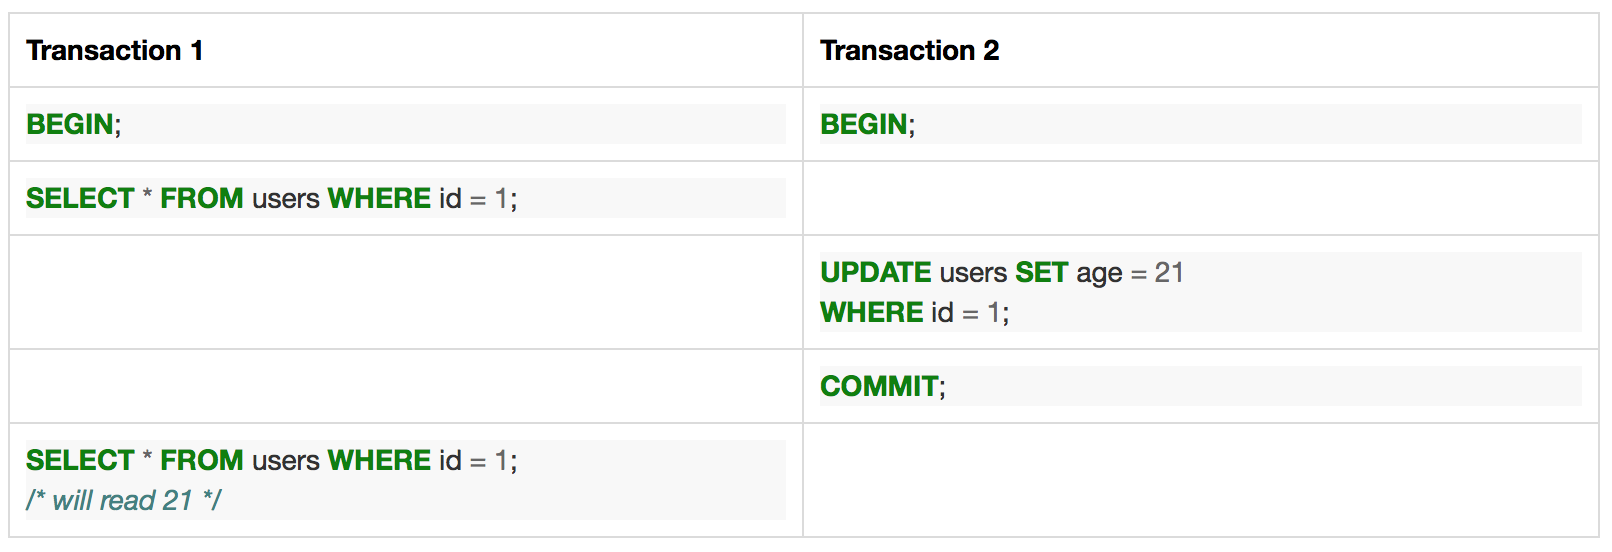 Transaction 1
Transaction 2
BEGIN;
BEGIN;
SELECT * FROM users WHERE id = 1;
UPDATE users SET age = 21
WHERE id = 1;
COMMIT;
SELECT * FROM users WHERE id = 1;
/* will read 21 */